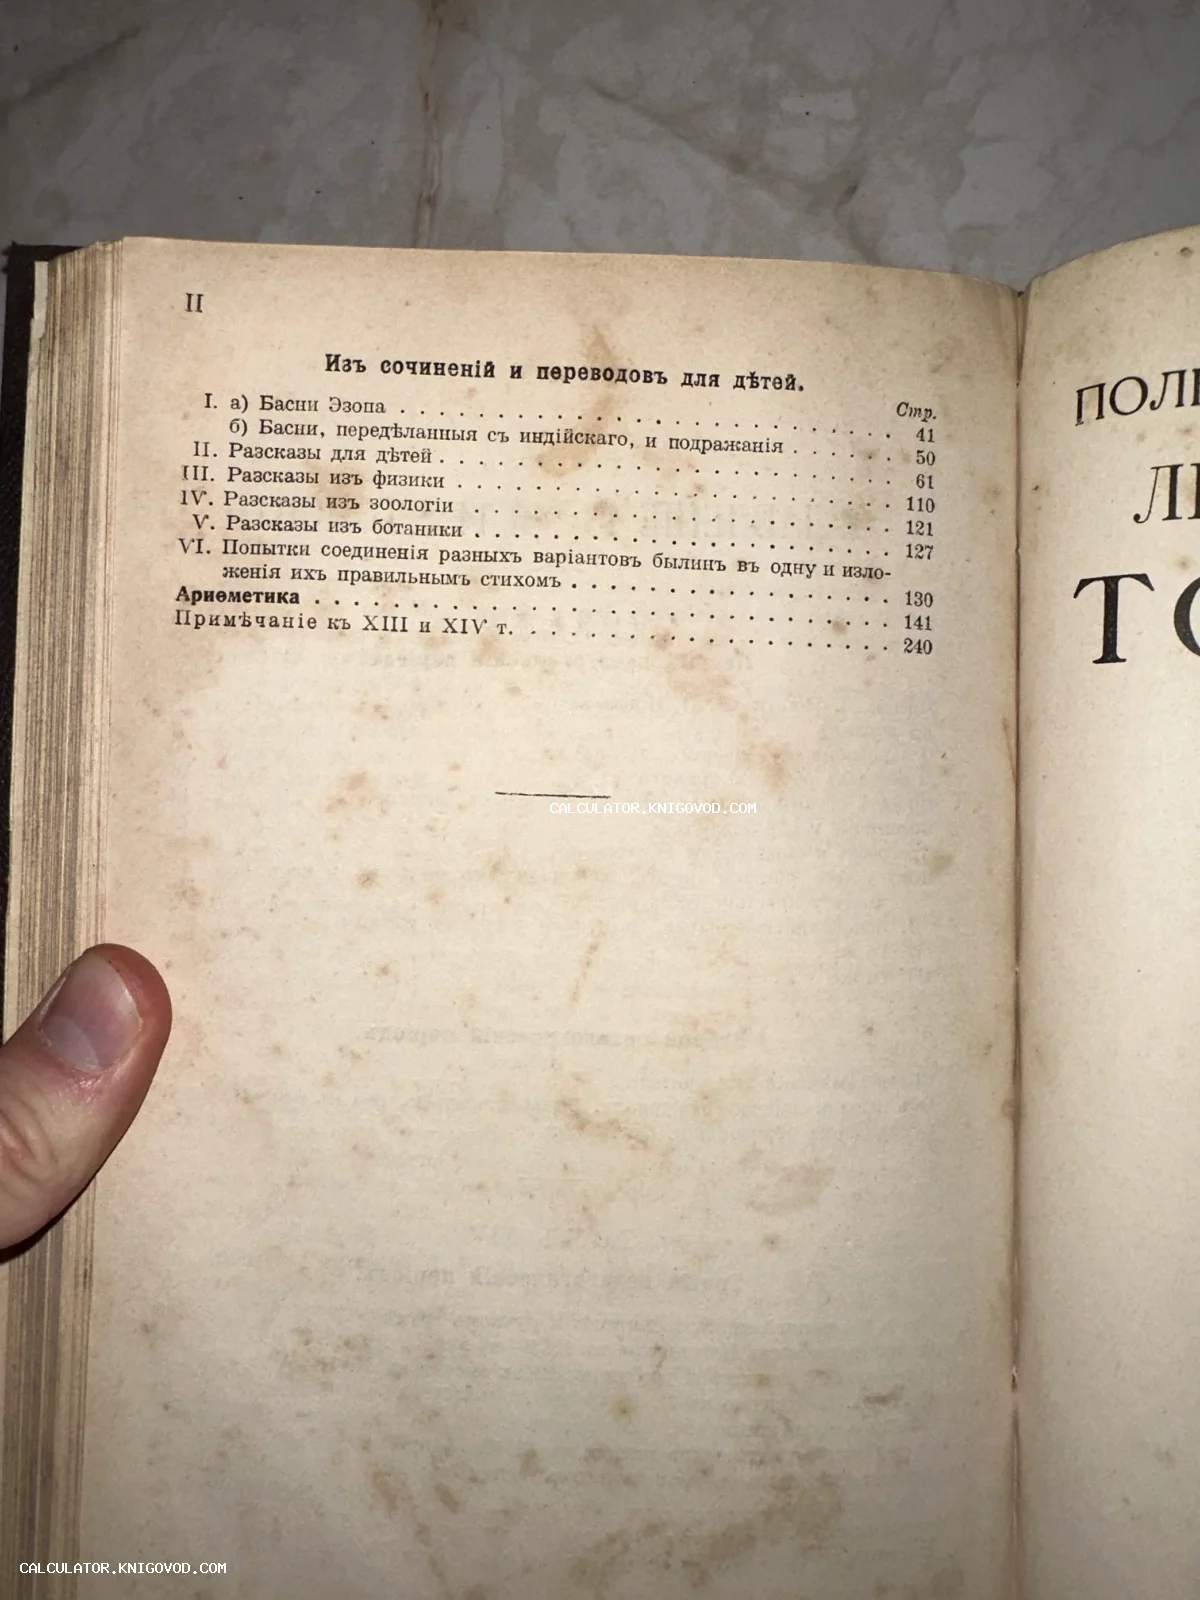 II
Изъ сочиненій и переводовъ для дѣтей.
Стр.
I. а) Басни Эзопа . . . . . . . . . . . . . . . . . . . . . 41
б) Басни, передѣланныя съ индійскаго, и подражанія . . . . . . 50
II. Разсказы для дѣтей . . . . . . . . . . . . . . . . . . . . 61
III. Разсказы изъ физики . . . . . . . . . . . . . . . . . . . 110
IV. Разсказы изъ зоологіи . . . . . . . . . . . . . . . . . . 121
V. Разсказы изъ ботаники . . . . . . . . . . . . . . . . . . 127
VI. Попытки соединенія разныхъ варіантовъ былинъ въ одну и изло-
женія ихъ правильнымъ стихомъ . . . . . . . . . . . . . . 130
Ариѳметика . . . . . . . . . . . . . . . . . . . . . . . . 141
Примѣчаніе къ XIII и XIV т. . . . . . . . . . . . . . . . . 240
CALCULATOR.KNIGOVOD.COM
CALCULATOR.KNIGOVOD.COM